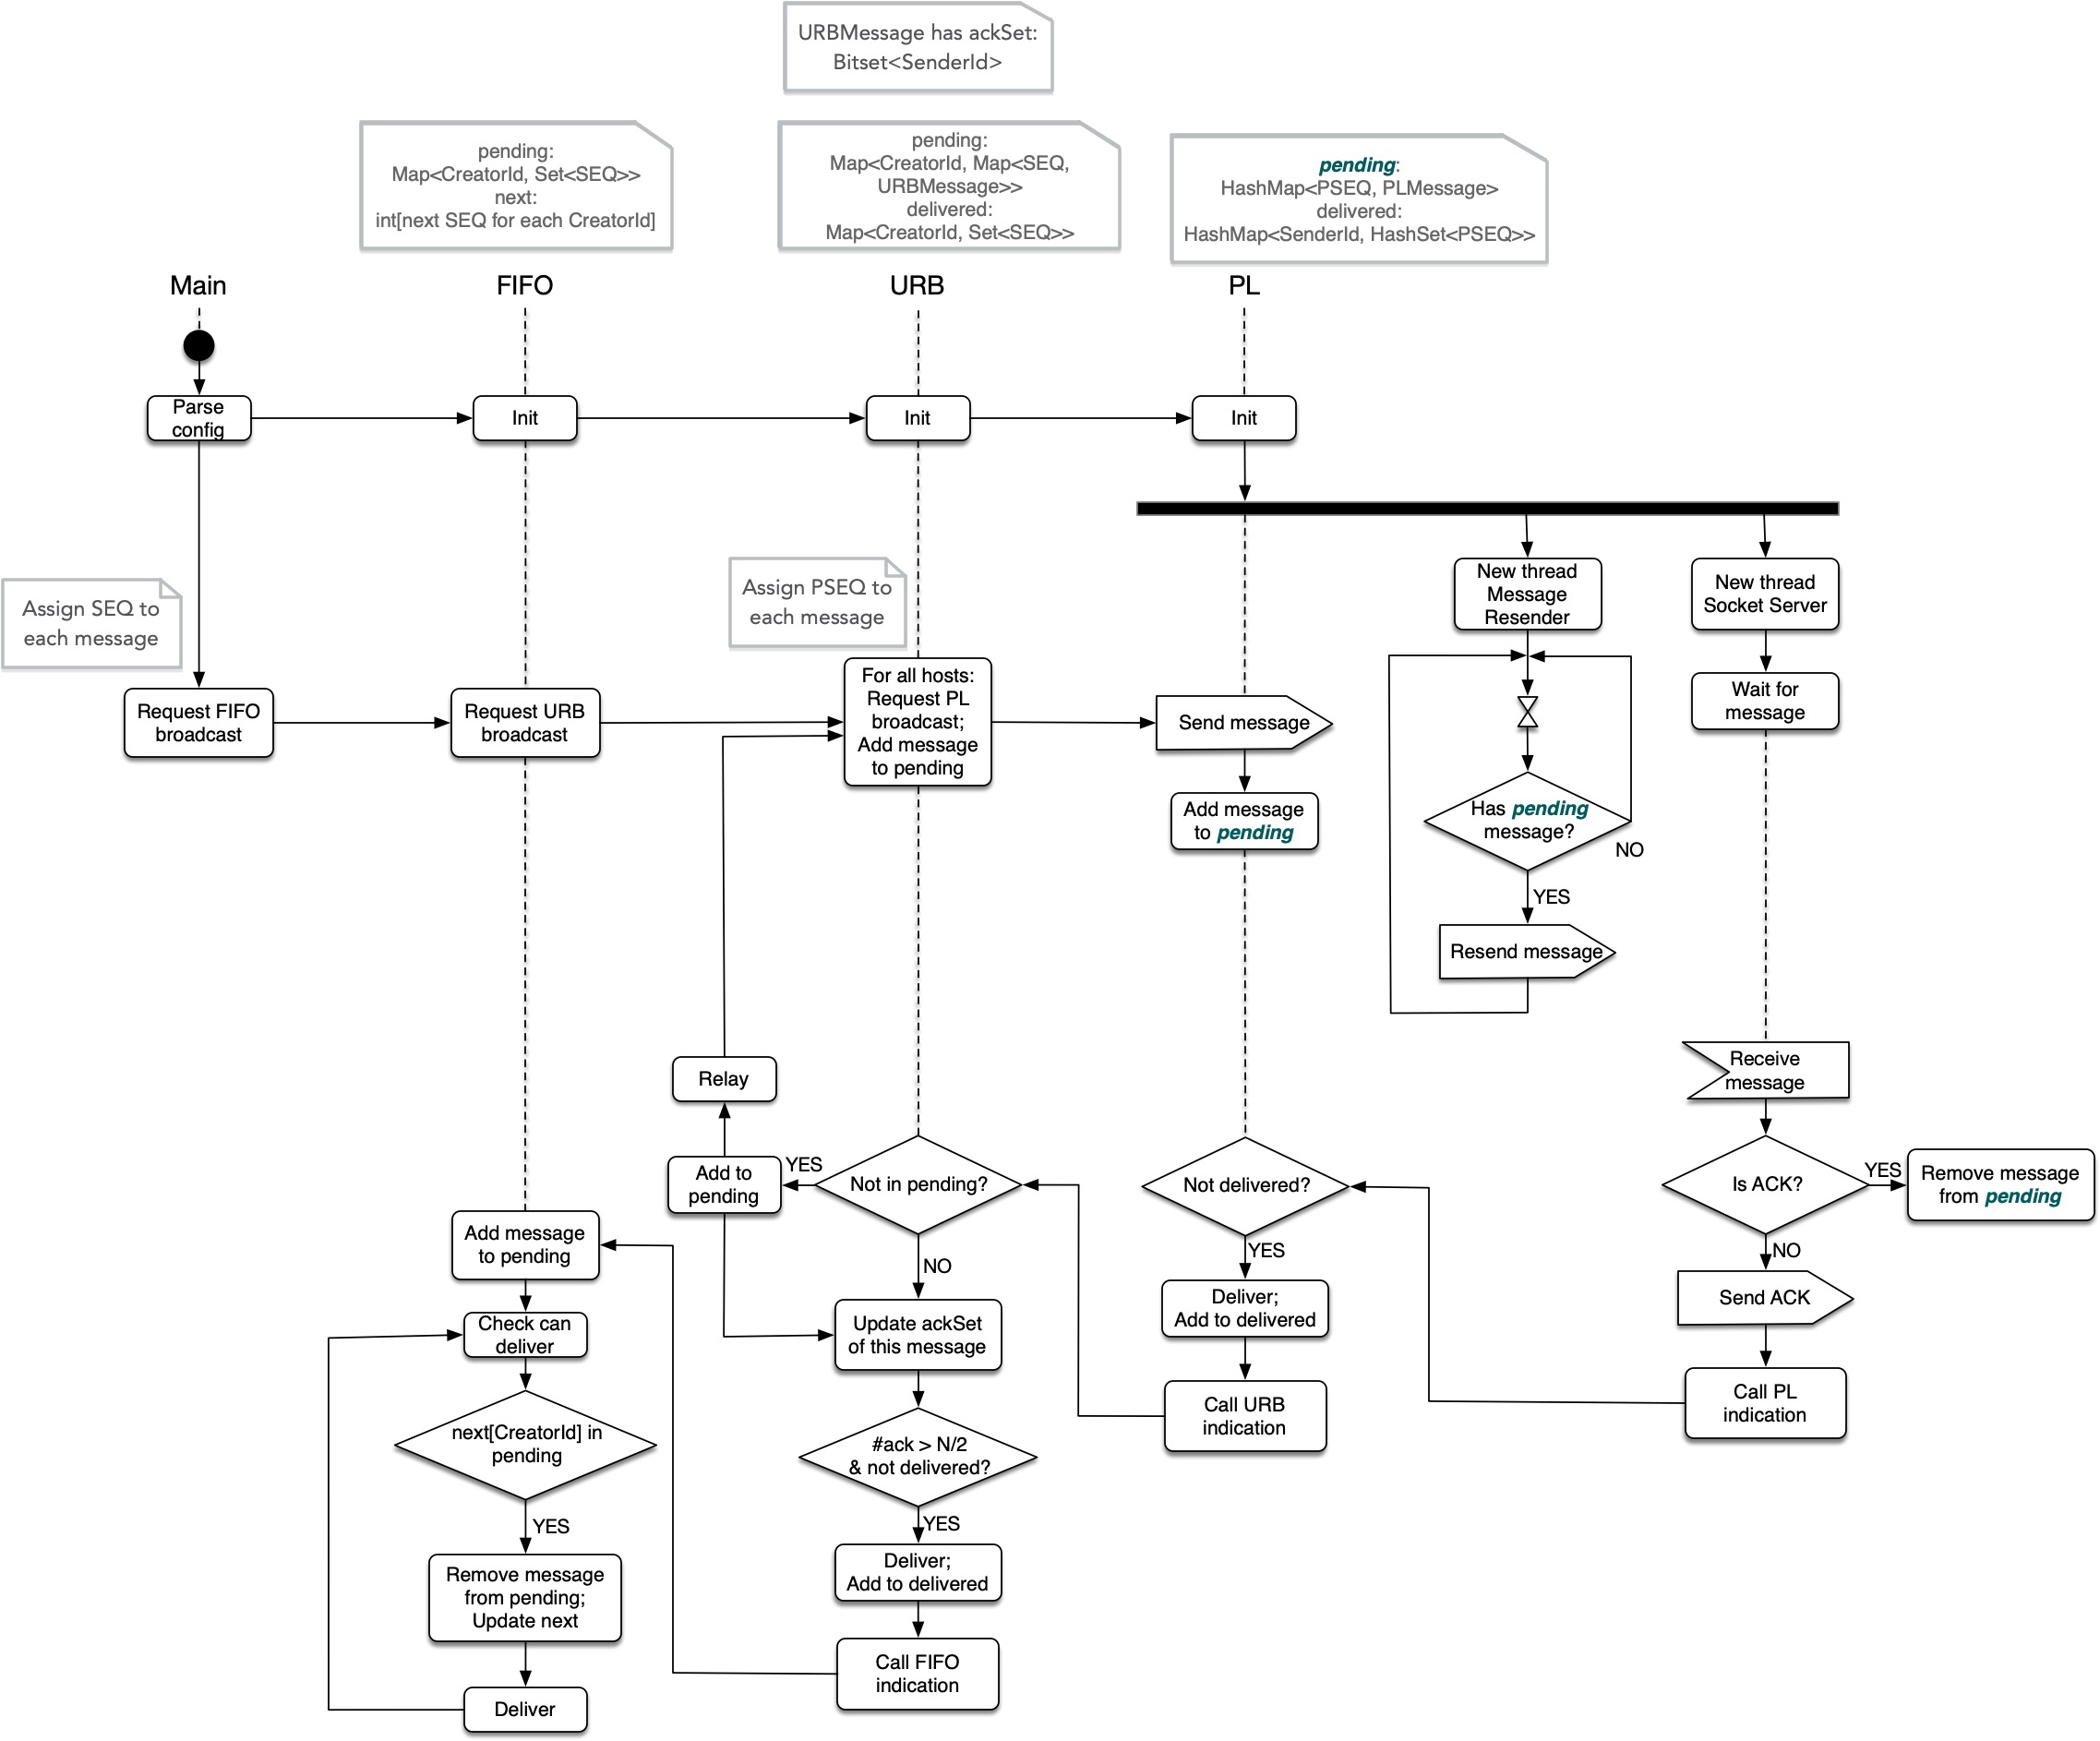 URBMessage has ackSet:
Bitset<SenderId>
pending:
Map<CreatorId, Set<SEQ>>
next:
int[next SEQ for each CreatorId]
pending:
Map<CreatorId, Map<SEQ,
URBMessage>>
delivered:
Map<CreatorId, Set<SEQ>>
pending:
HashMap<PSEQ, PLMessage>
delivered:
HashMap<SenderId, HashSet<PSEQ>>
Main
FIFO
URB
PL
Parse
config
Init
Init
Init
Assign SEQ to
each message
Assign PSEQ to
each message
New thread
Message
Resender
New thread
Socket Server
Request FIFO
broadcast
Request URB
broadcast
For all hosts:
Request PL
broadcast;
Add message
to pending
Send message
Wait for
message
Add message
to pending
Has pending
message?
NO
YES
Resend message
Receive
message
Relay
Add to
pending
YES
Not in pending?
Not delivered?
Is ACK?
YES
Remove message
from pending
Add message
to pending
NO
YES
NO
Check can
deliver
Update ackSet
of this message
Deliver;
Add to delivered
Send ACK
next[CreatorId] in
pending
#ack > N/2
& not delivered?
Call URB
indication
Call PL
indication
YES
YES
Remove message
from pending;
Update next
Deliver;
Add to delivered
Deliver
Call FIFO
indication